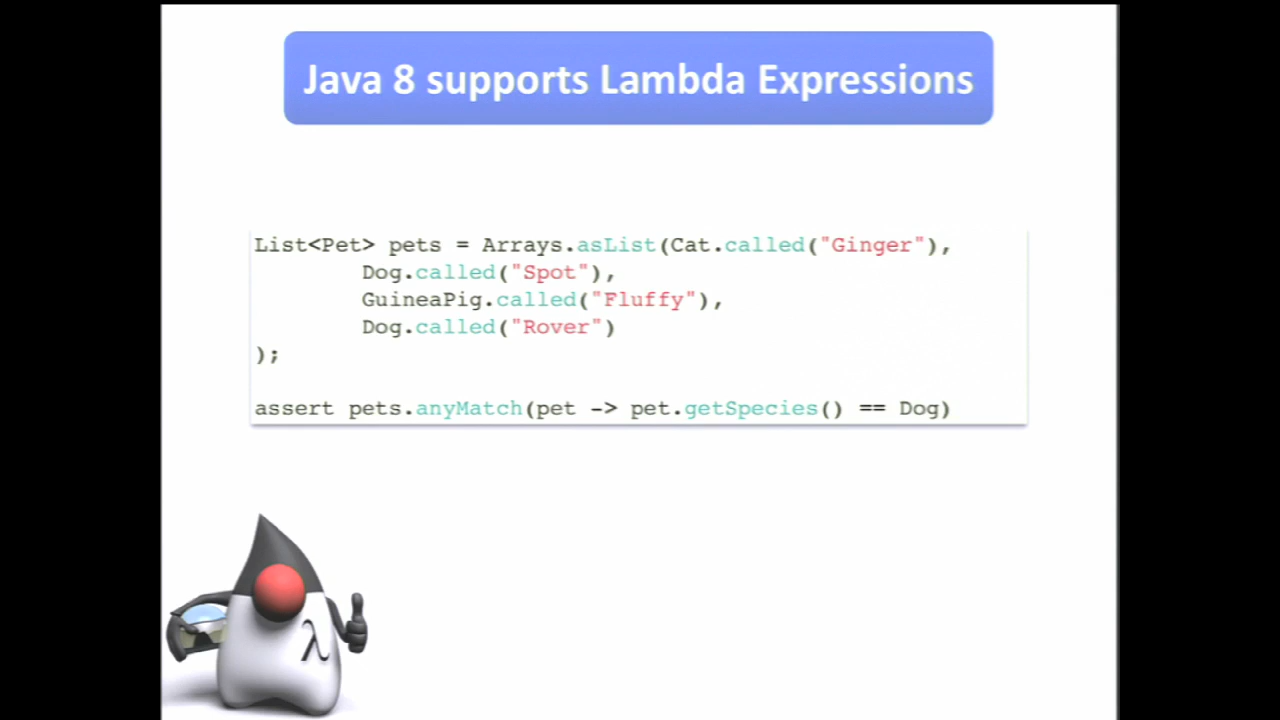 Java 8 supports Lambda Expressions
List<Pet> pets = Arrays.asList(Cat.called("Ginger"),
Dog.called("Spot"),
GuineaPig.called("Fluffy"),
Dog.called("Rover")
);
assert pets.anyMatch(pet -> pet.getSpecies() == Dog)
λ